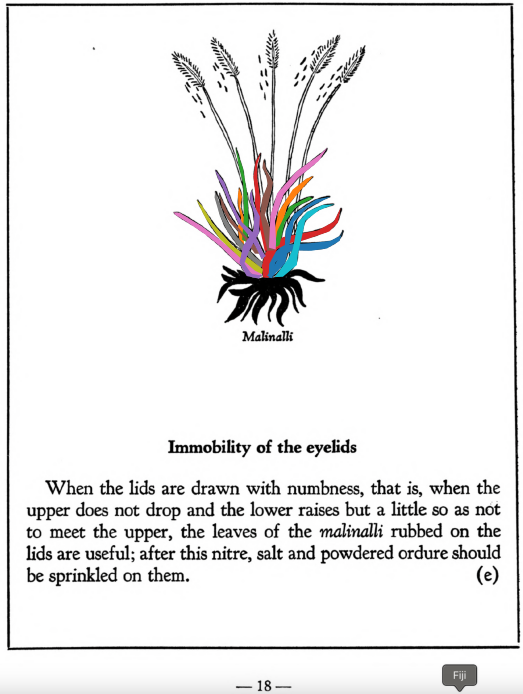 Malinalli
Immobility of the eyelids
When the lids are drawn with numbness, that is, when the
upper does not drop and the lower raises but a little so as not
to meet the upper, the leaves of the malinalli rubbed on the
lids are useful; after this nitre, salt and powdered ordure should
be sprinkled on them. (e)
— 18 —
Fiji